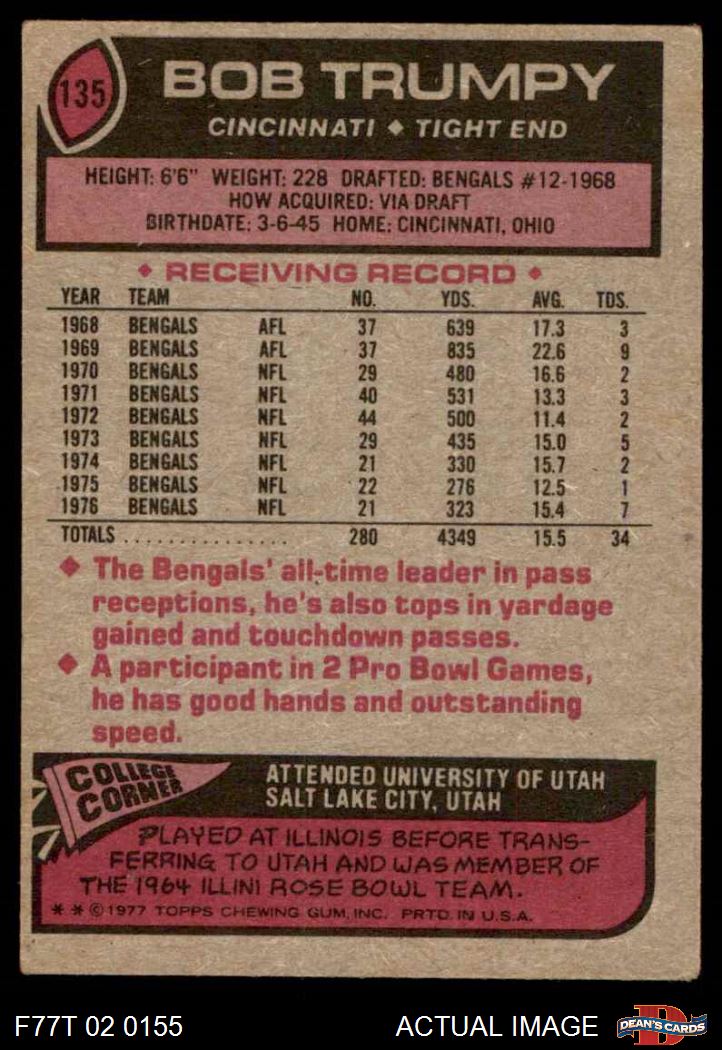 135
BOB TRUMPY
CINCINNATI ◆ TIGHT END
HEIGHT: 6'6" WEIGHT: 228 DRAFTED: BENGALS #12-1968
HOW ACQUIRED: VIA DRAFT
BIRTHDATE: 3-6-45 HOME: CINCINNATI, OHIO
◆ RECEIVING RECORD ◆
YEAR TEAM NO. YDS. AVG. TDS.
1968 BENGALS AFL 37 639 17.3 3
1969 BENGALS AFL 37 835 22.6 9
1970 BENGALS NFL 29 480 16.6 2
1971 BENGALS NFL 40 531 13.3 3
1972 BENGALS NFL 44 500 11.4 2
1973 BENGALS NFL 29 435 15.0 5
1974 BENGALS NFL 21 330 15.7 2
1975 BENGALS NFL 22 276 12.5 1
1976 BENGALS NFL 21 323 15.4 7
TOTALS ................ 280 4349 15.5 34
◆ The Bengals' all-time leader in pass
receptions, he's also tops in yardage
gained and touchdown passes.
◆ A participant in 2 Pro Bowl Games,
he has good hands and outstanding
speed.
COLLEGE
CORNER
ATTENDED UNIVERSITY OF UTAH
SALT LAKE CITY, UTAH
PLAYED AT ILLINOIS BEFORE TRANS-
FERRING TO UTAH AND WAS MEMBER OF
THE 1964 ILLINI ROSE BOWL TEAM.
* * © 1977 TOPPS CHEWING GUM, INC. PRTD. IN U.S.A.
F77T 02 0155 ACTUAL IMAGE
D
DEAN'S CARDS